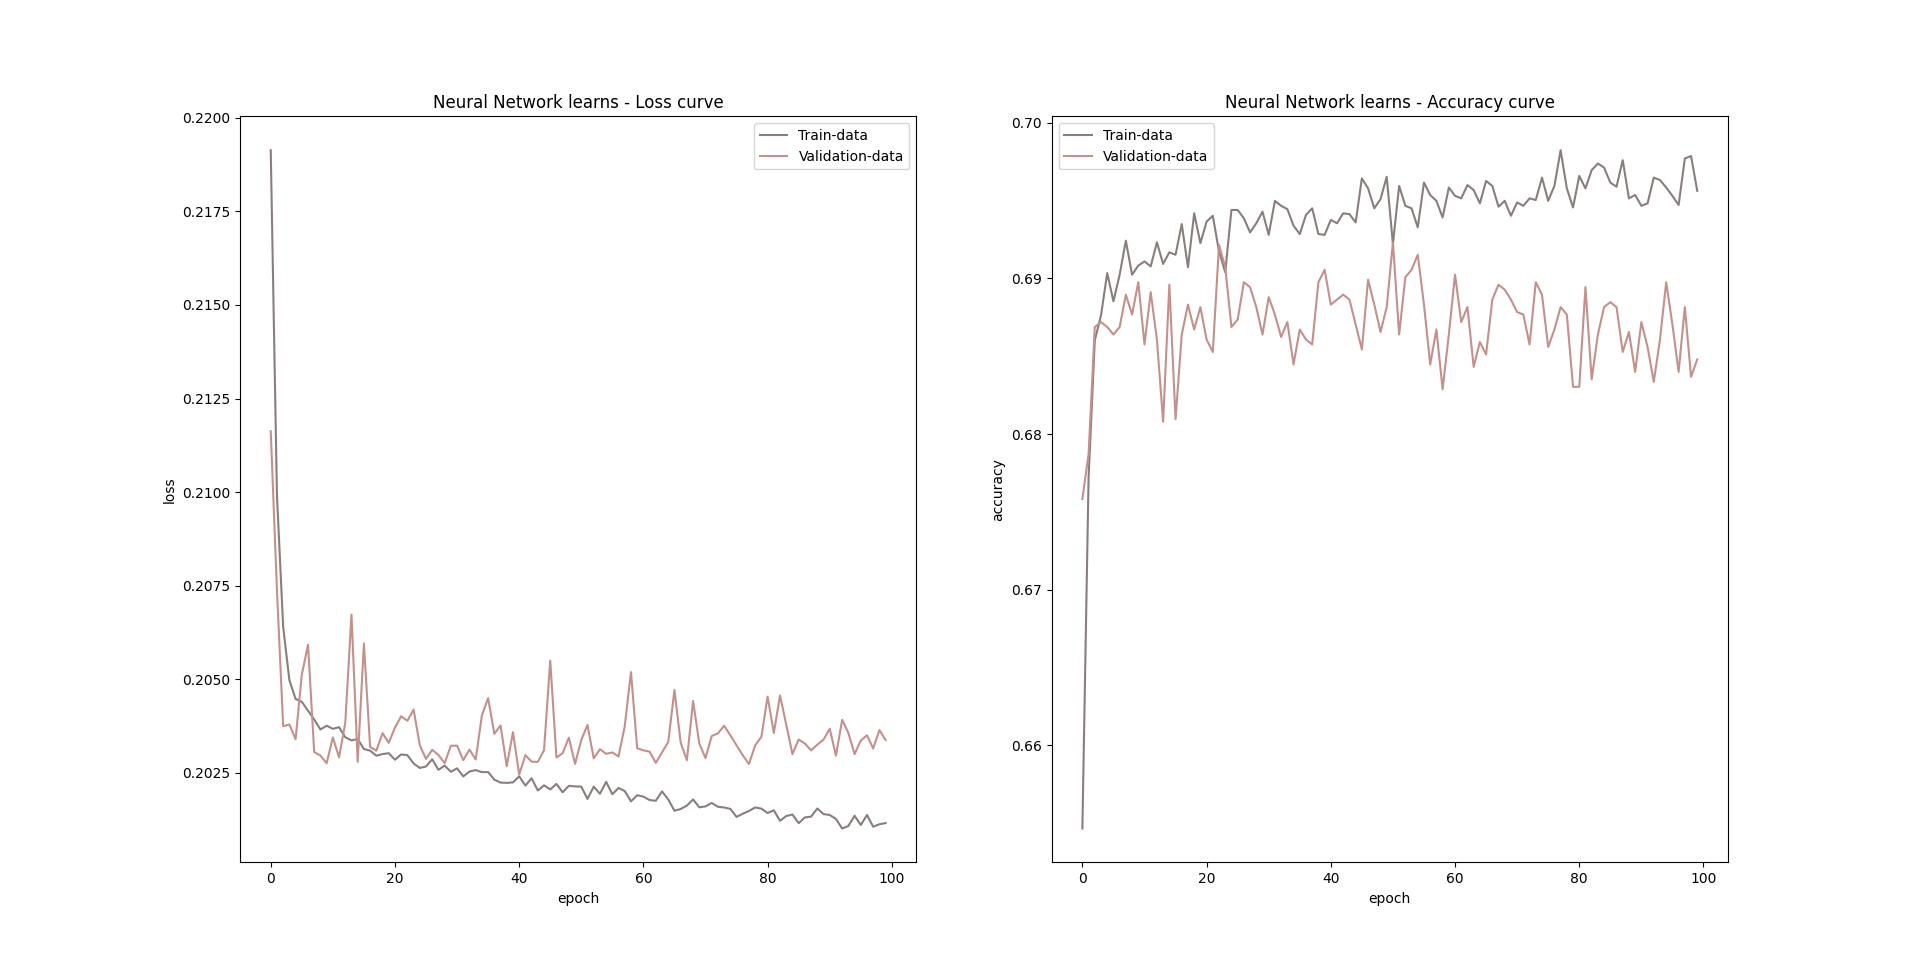 Neural Network learns - Loss curve
0.2200
0.2175
0.2150
0.2125
0.2100
0.2075
0.2050
0.2025
loss
Train-data
Validation-data
0
20
40
60
80
100
epoch
Neural Network learns - Accuracy curve
0.70
0.69
0.68
0.67
0.66
accuracy
Train-data
Validation-data
0
20
40
60
80
100
epoch